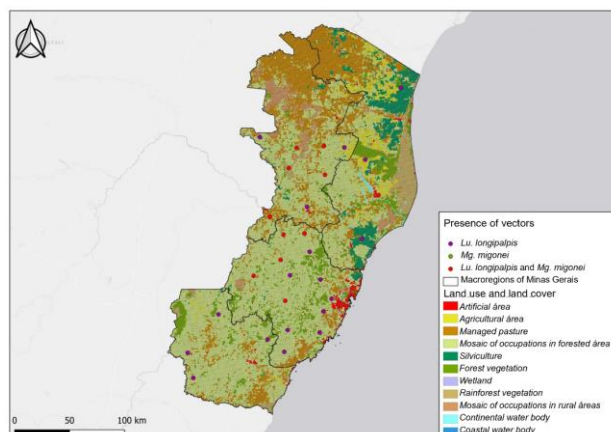 Presence of vectors
Lu. longipalpis
Mg. migonei
Lu. longipalpis and Mg. migonei
Macroregions of Minas Gerais
Land use and land cover
Artificial área
Agricultural área
Managed pasture
Mosaic of occupations in forested área
Silviculture
Forest vegetation
Wetland
Rainforest vegetation
Mosaic of occupations in rural áreas
Continental water body
Coastal water body
0 50 100 km